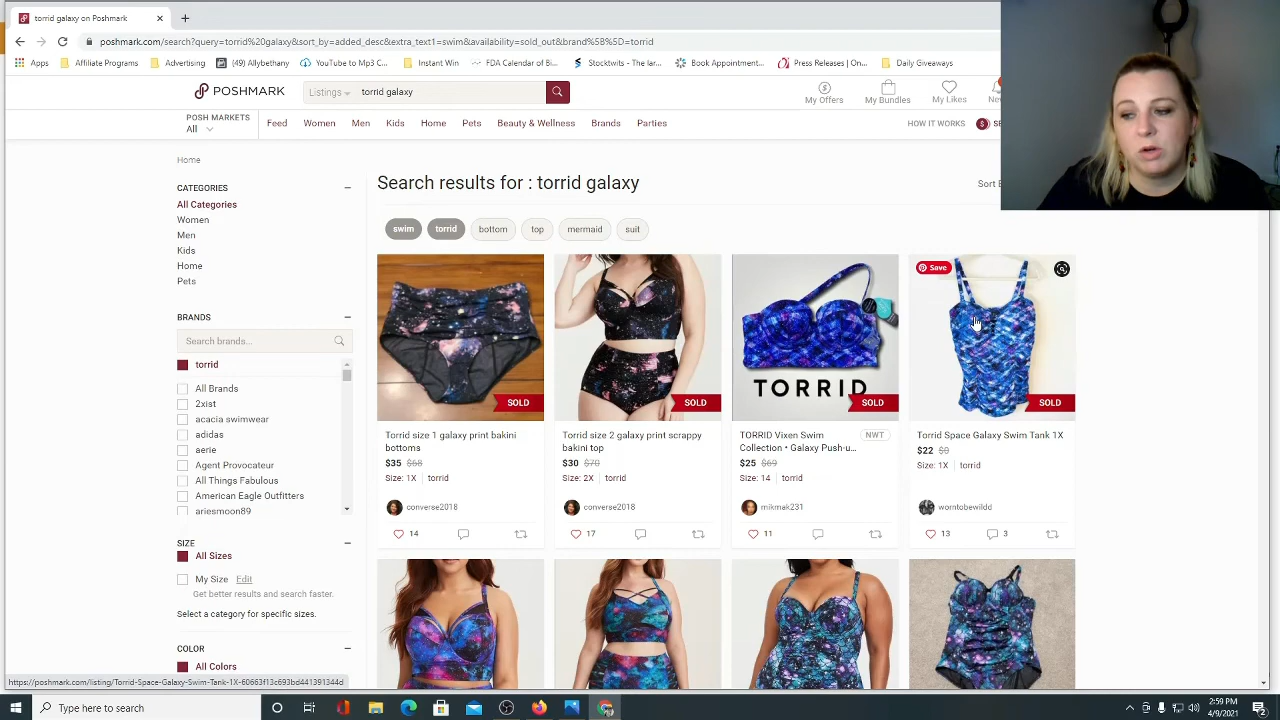 torrid galaxy on Poshmark
poshmark.com/search?query=torrid%20galaxy&sort_by=added_desc&extra_text1=swim&availability=sold_out&brand%5B%5D=torrid
Apps Affiliate Programs Advertising (49) Allybethany YouTube to Mp3 C... Instant Win FDA Calendar of Bi... Stocktwits - The lar... Book Appointment... Press Releases | On... Daily Giveaways
POSHMARK Listings torrid galaxy My Offers My Bundles My Likes
POSH MARKETS
All
Feed Women Men Kids Home Pets Beauty & Wellness Brands Parties HOW IT WORKS
Home
CATEGORIES
All Categories
Women
Men
Kids
Home
Pets
BRANDS
Search brands...
torrid
All Brands
2xist
acacia swimwear
adidas
aerie
Agent Provocateur
All Things Fabulous
American Eagle Outfitters
ariesmoon89
SIZE
All Sizes
My Size Edit
Get better results and search faster.
Select a category for specific sizes.
COLOR
All Colors
Search results for : torrid galaxy
Sort
swim torrid bottom top mermaid suit
Save
TORRID
SOLD SOLD SOLD SOLD
Torrid size 1 galaxy print bakini
bottoms
$35 $68
Size: 1X torrid
converse2018
14
Torrid size 2 galaxy print scrappy
bakini top
$30 $70
Size: 2X torrid
converse2018
17
TORRID Vixen Swim
Collection • Galaxy Push-u...
NWT
$25 $69
Size: 14 torrid
mikmak231
11
Torrid Space Galaxy Swim Tank 1X
$22 $0
Size: 1X torrid
worntobewildd
13 3
https://poshmark.com/listing/Torrid-Space-Galaxy-Swim-Tank-1X-60663f13c693bd441391344d
Type here to search
2:59 PM
4/9/2021